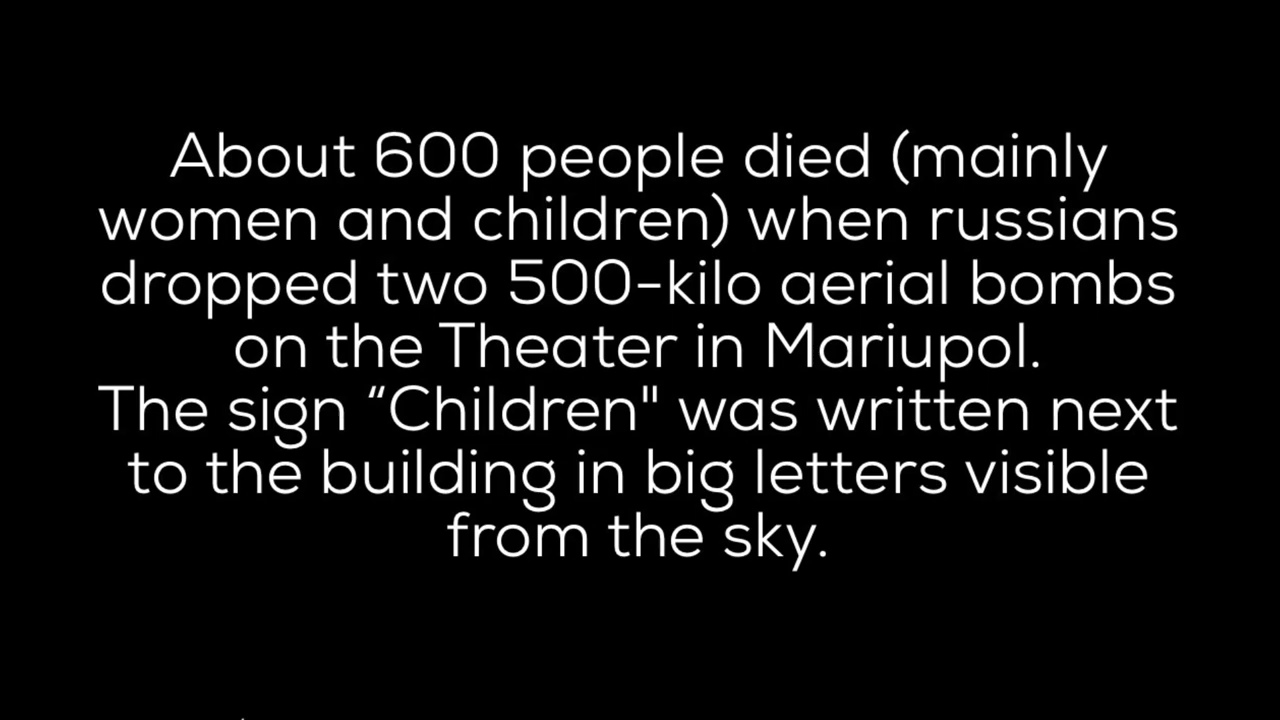 About 600 people died (mainly
women and children) when russians
dropped two 500-kilo aerial bombs
on the Theater in Mariupol.
The sign “Children" was written next
to the building in big letters visible
from the sky.